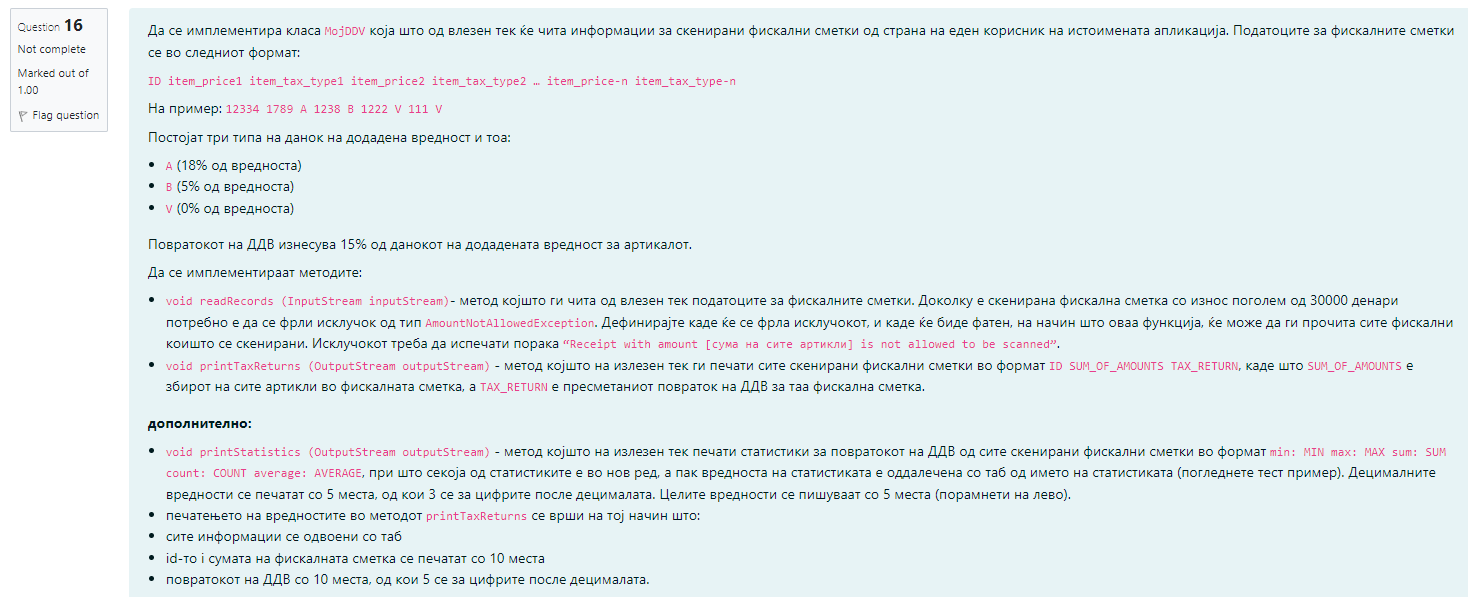 Question 16
Not complete
Marked out of
1.00
Flag question
Да се имплементира класа MojDDV која што од влезен тек ќе чита информации за скенирани фискални сметки од страна на еден корисник на истоимената апликација. Податоците за фискалните сметки
се во следниот формат:
ID item_price1 item_tax_type1 item_price2 item_tax_type2 … item_price-n item_tax_type-n
На пример: 12334 1789 A 1238 B 1222 V 111 V
Постојат три типа на данок на додадена вредност и тоа:
• A (18% од вредноста)
• B (5% од вредноста)
• V (0% од вредноста)
Повратокот на ДДВ изнесува 15% од данокот на додадената вредност за артикалот.
Да се имплементираат методите:
• void readRecords (InputStream inputStream)- метод којшто ги чита од влезен тек податоците за фискалните сметки. Доколку е скенирана фискална сметка со износ поголем од 30000 денари
потребно е да се фрли исклучок од тип AmountNotAllowedException. Дефинирајте каде ќе се фрла исклучокот, и каде ќе биде фатен, на начин што оваа функција, ќе може да ги прочита сите фискални
коишто се скенирани. Исклучокот треба да испечати порака “Receipt with amount [сума на сите артикли] is not allowed to be scanned”.
• void printTaxReturns (OutputStream outputStream) - метод којшто на излезен тек ги печати сите скенирани фискални сметки во формат ID SUM_OF_AMOUNTS TAX_RETURN, каде што SUM_OF_AMOUNTS е
збирот на сите артикли во фискалната сметка, а TAX_RETURN е пресметаниот повраток на ДДВ за таа фискална сметка.
дополнително:
• void printStatistics (OutputStream outputStream) - метод којшто на излезен тек печати статистики за повратокот на ДДВ од сите скенирани фискални сметки во формат min: MIN max: MAX sum: SUM
count: COUNT average: AVERAGE, при што секоја од статистиките е во нов ред, а пак вредноста на статистиката е оддалечена со таб од името на статистиката (погледнете тест пример). Децималните
вредности се печатат со 5 места, од кои 3 се за цифрите после децималата. Целите вредности се пишуваат со 5 места (порамнети на лево).
• печатењето на вредностите во методот printTaxReturns се врши на тој начин што:
• сите информации се одвоени со таб
• id-то i сумата на фискалната сметка се печатат со 10 места
• повратокот на ДДВ со 10 места, од кои 5 се за цифрите после децималата.